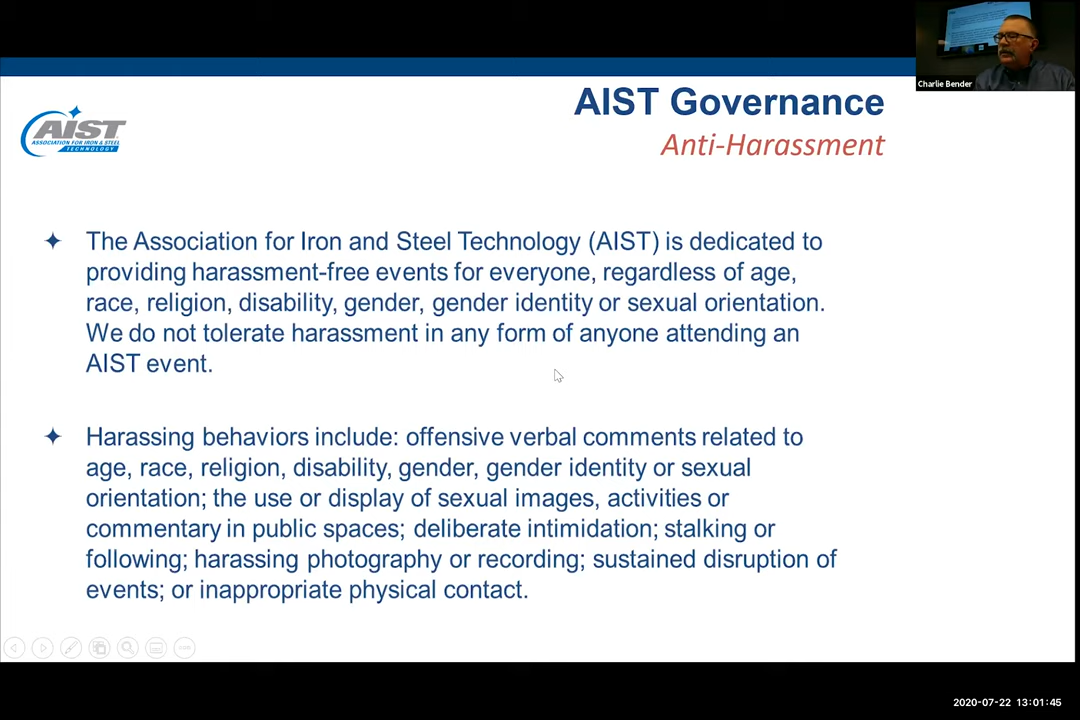 Charlie Bender
AIST Governance
Anti-Harassment
AIST
ASSOCIATION FOR IRON & STEEL
TECHNOLOGY
The Association for Iron and Steel Technology (AIST) is dedicated to
providing harassment-free events for everyone, regardless of age,
race, religion, disability, gender, gender identity or sexual orientation.
We do not tolerate harassment in any form of anyone attending an
AIST event.
Harassing behaviors include: offensive verbal comments related to
age, race, religion, disability, gender, gender identity or sexual
orientation; the use or display of sexual images, activities or
commentary in public spaces; deliberate intimidation; stalking or
following; harassing photography or recording; sustained disruption of
events; or inappropriate physical contact.
2020-07-22 13:01:45